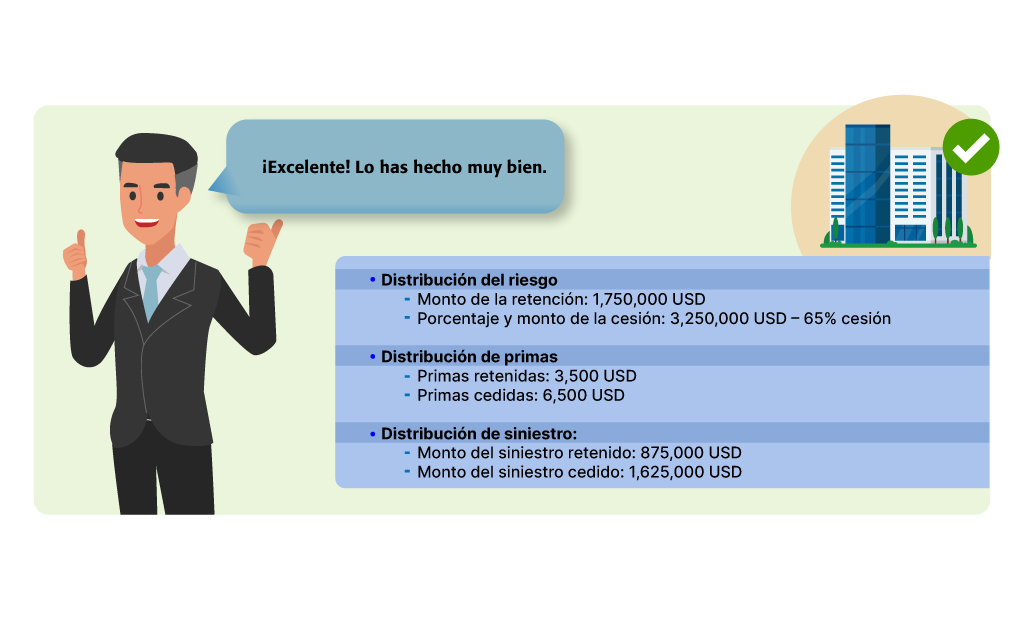 ¡Excelente! Lo has hecho muy bien.
• Distribución del riesgo
- Monto de la retención: 1,750,000 USD
- Porcentaje y monto de la cesión: 3,250,000 USD – 65% cesión
• Distribución de primas
- Primas retenidas: 3,500 USD
- Primas cedidas: 6,500 USD
• Distribución de siniestro:
- Monto del siniestro retenido: 875,000 USD
- Monto del siniestro cedido: 1,625,000 USD